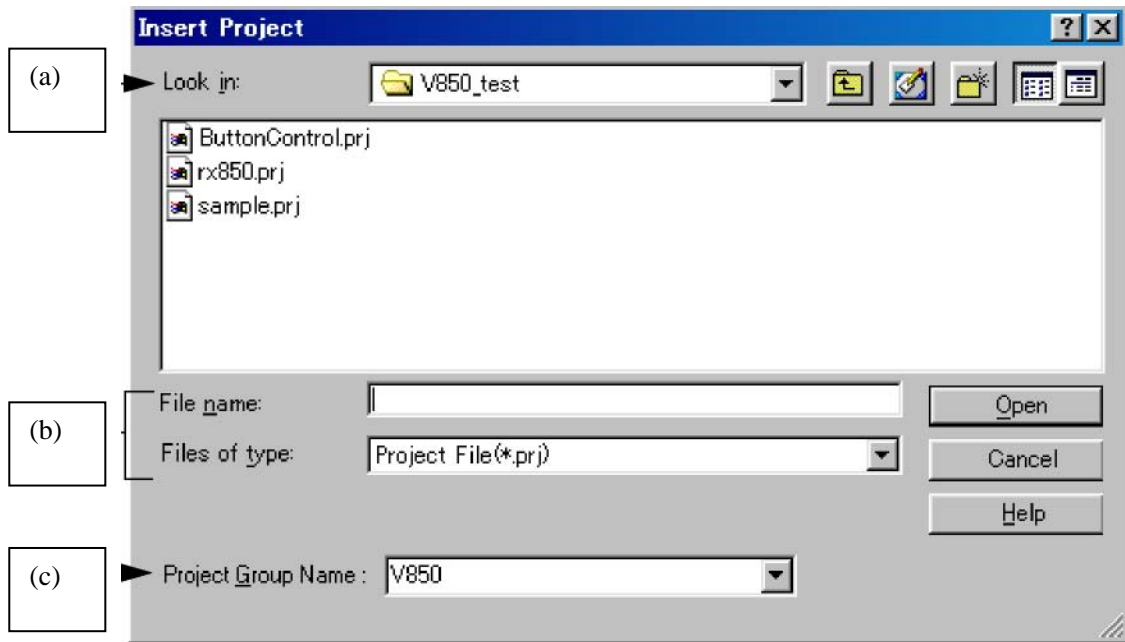 Insert Project
(a)
Look in:
V850_test
ButtonControl.prj
rx850.prj
sample.prj
(b)
File name:
Open
Files of type:
Project File(*.prj)
Cancel
Help
(c)
Project Group Name :
V850